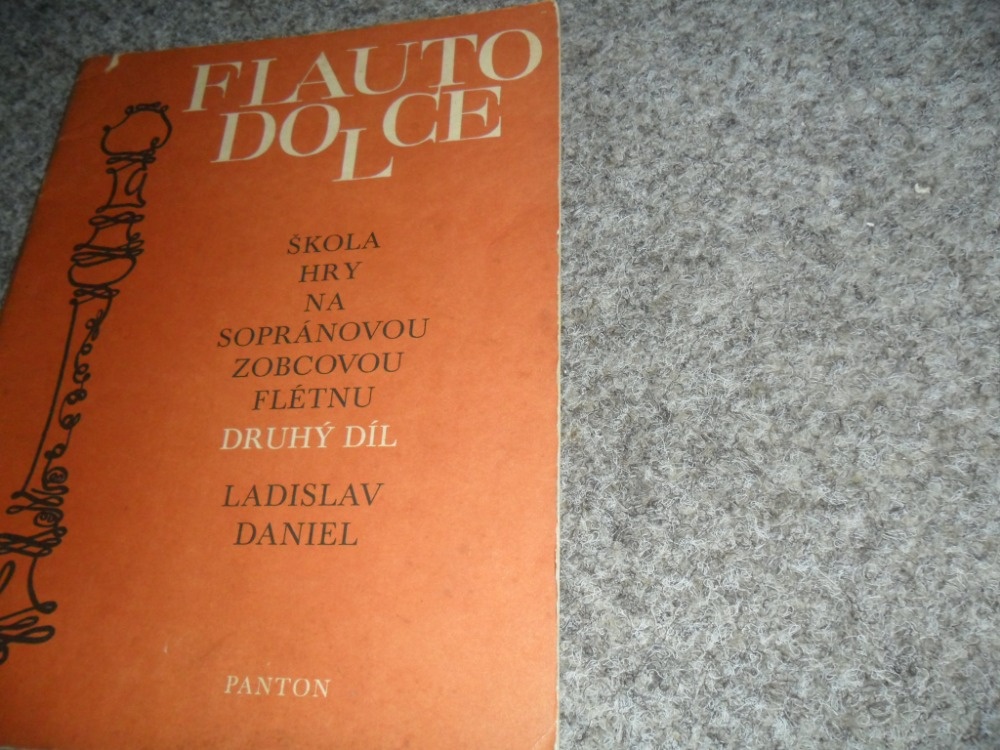 FLAUTO
DOLCE
ŠKOLA
HRY
NA
SOPRÁNOVOU
ZOBCOVOU
FLÉTNU
DRUHÝ DÍL
LADISLAV
DANIEL
PANTON